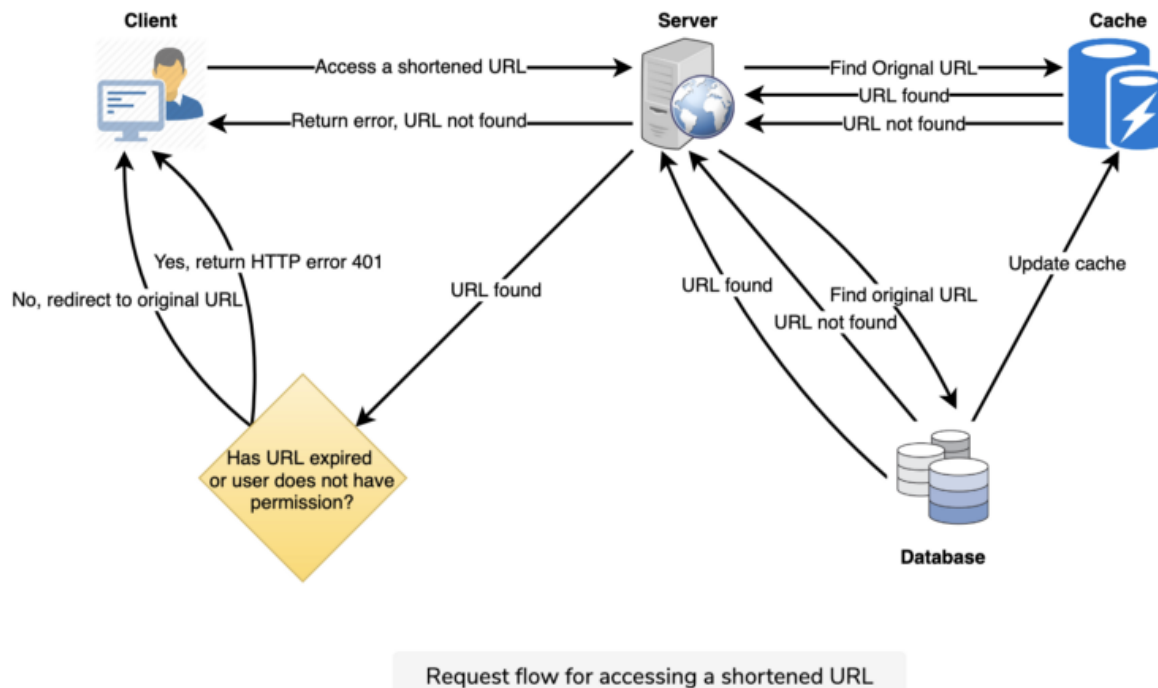 Client
Server
Cache
Access a shortened URL
Find Orignal URL
URL found
Return error, URL not found
URL not found
Yes, return HTTP error 401
No, redirect to original URL
URL found
URL found
Find original URL
URL not found
Update cache
Has URL expired
or user does not have
permission?
Database
Request flow for accessing a shortened URL